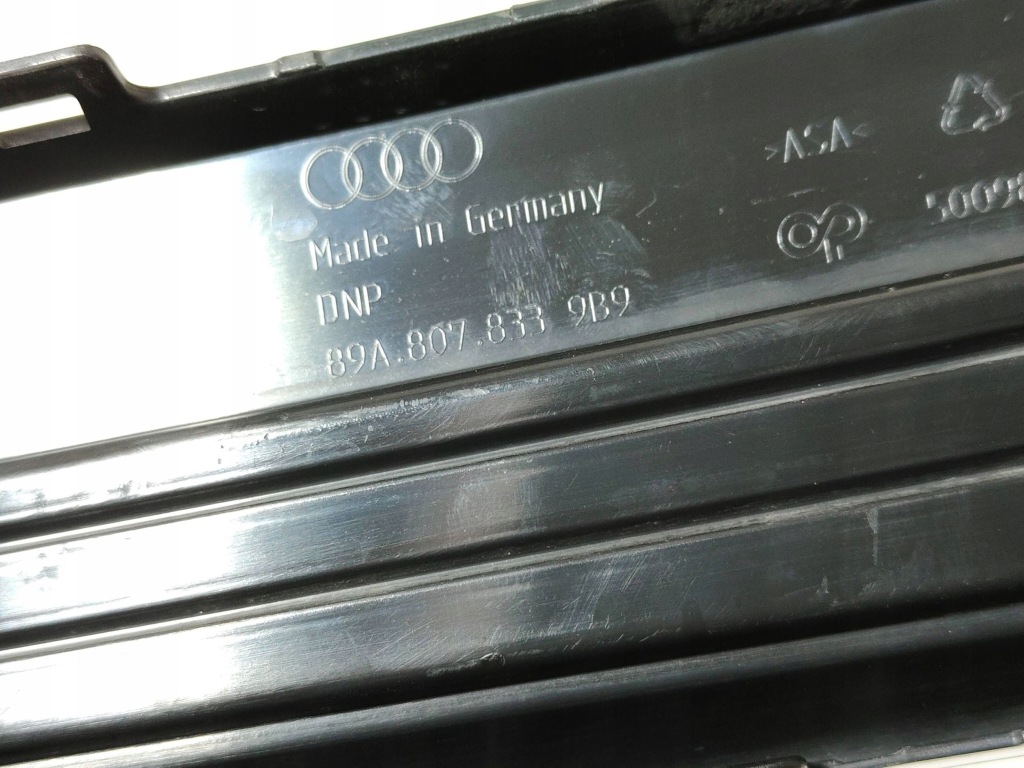 Made in Germany
DNP
89A.807.833 9B9
>ASA<